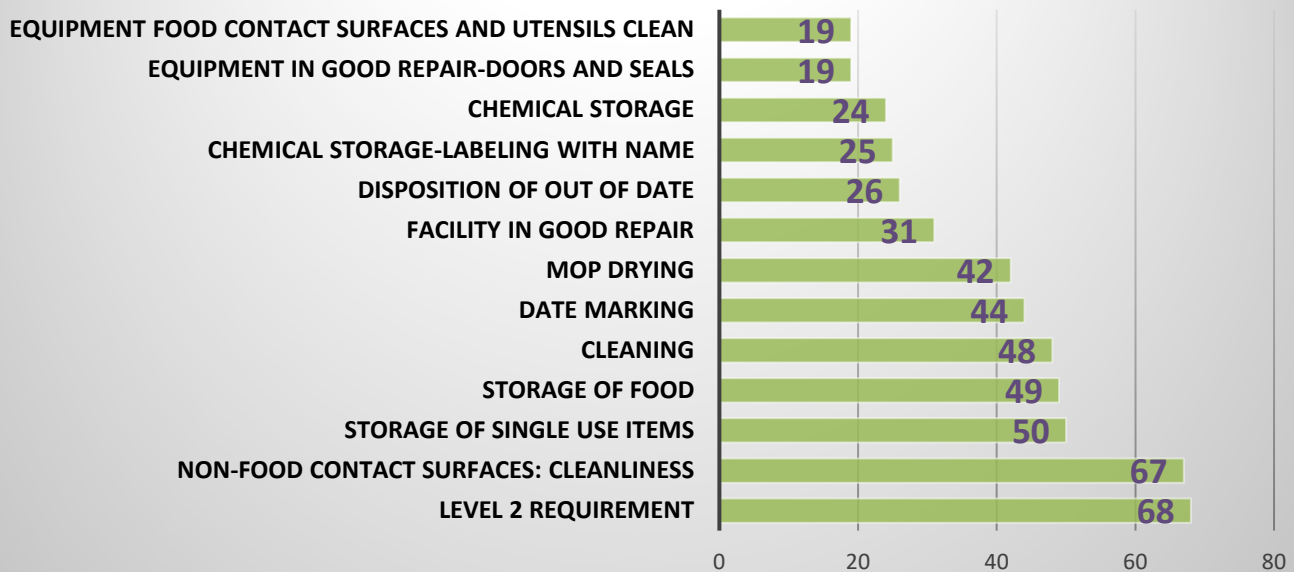 EQUIPMENT FOOD CONTACT SURFACES AND UTENSILS CLEAN 19
EQUIPMENT IN GOOD REPAIR-DOORS AND SEALS 19
CHEMICAL STORAGE 24
CHEMICAL STORAGE-LABELING WITH NAME 25
DISPOSITION OF OUT OF DATE 26
FACILITY IN GOOD REPAIR 31
MOP DRYING 42
DATE MARKING 44
CLEANING 48
STORAGE OF FOOD 49
STORAGE OF SINGLE USE ITEMS 50
NON-FOOD CONTACT SURFACES: CLEANLINESS 67
LEVEL 2 REQUIREMENT 68
0 20 40 60 80